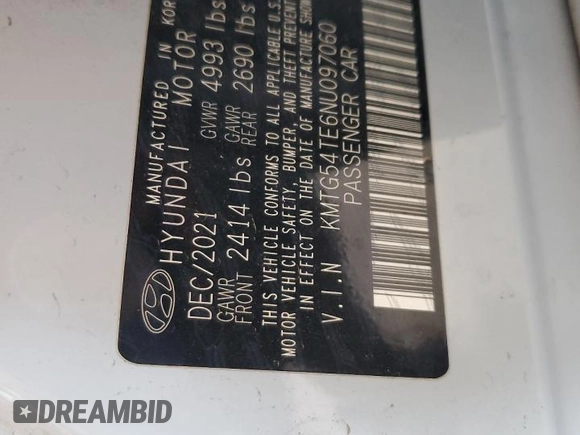 MANUFACTURED IN KOR
HYUNDAI MOTOR
DEC/2021 GVWR 4993 lbs
GAWR FRONT 2414 lbs GAWR REAR 2690 lbs
THIS VEHICLE CONFORMS TO ALL APPLICABLE U.S.
MOTOR VEHICLE SAFETY, BUMPER, AND THEFT PREVENT
IN EFFECT ON THE DATE OF MANUFACTURE SHOWN
V.I.N KMTG54TE6NU097060
PASSENGER CAR
DREAMBID